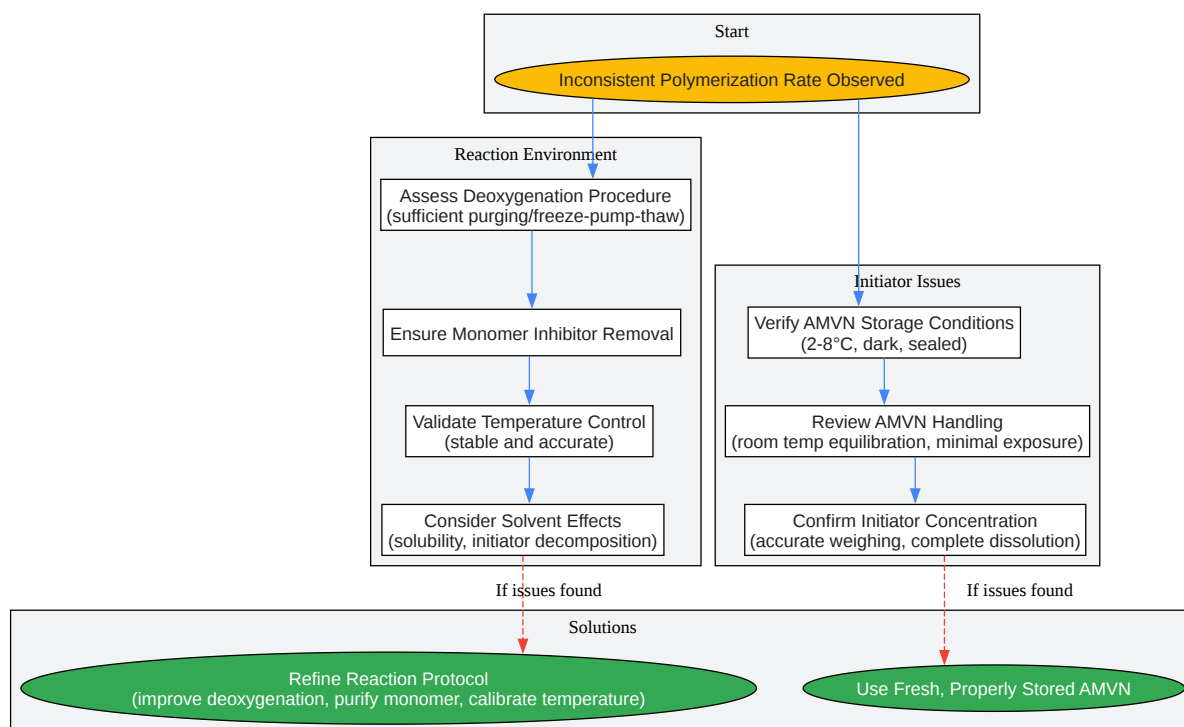 Start
Inconsistent Polymerization Rate Observed
Reaction Environment
Assess Deoxygenation Procedure
(sufficient purging/freeze-pump-thaw)
Ensure Monomer Inhibitor Removal
Validate Temperature Control
(stable and accurate)
Consider Solvent Effects
(solubility, initiator decomposition)
Initiator Issues
Verify AMVN Storage Conditions
(2-8°C, dark, sealed)
Review AMVN Handling
(room temp equilibration, minimal exposure)
Confirm Initiator Concentration
(accurate weighing, complete dissolution)
If issues found
If issues found
Solutions
Refine Reaction Protocol
(improve deoxygenation, purify monomer, calibrate temperature)
Use Fresh, Properly Stored AMVN